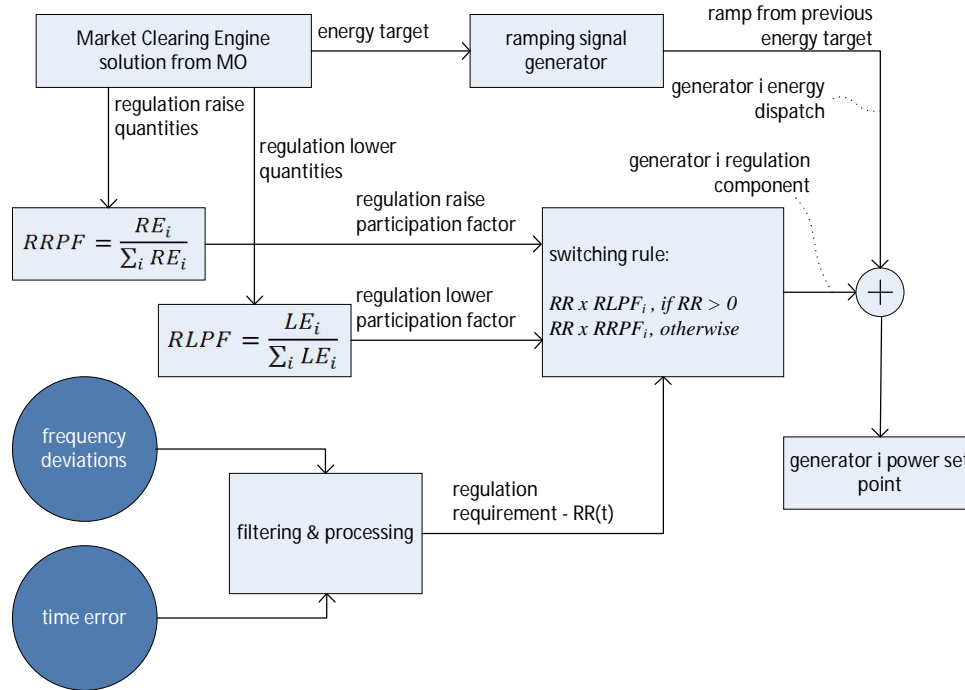 Market Clearing Engine
solution from MO
energy target
ramping signal
generator
ramp from previous
energy target
generator i energy
dispatch
regulation raise
quantities
regulation lower
quantities
generator i regulation
component
regulation raise
participation factor
RRPF = RE_i / ∑_i RE_i
switching rule:
RR x RLPF_i , if RR > 0
RR x RRPF_i, otherwise
+
regulation lower
participation factor
RLPF = LE_i / ∑_i LE_i
frequency
deviations
generator i power set
point
regulation
requirement - RR(t)
filtering & processing
time error